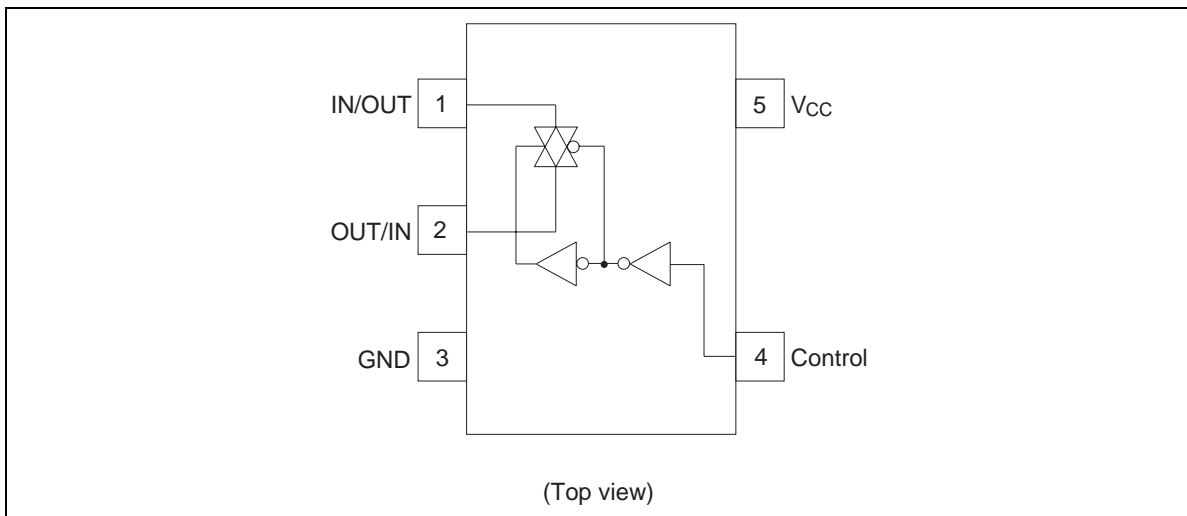 IN/OUT 1
5 VCC
OUT/IN 2
GND 3
4 Control
(Top view)